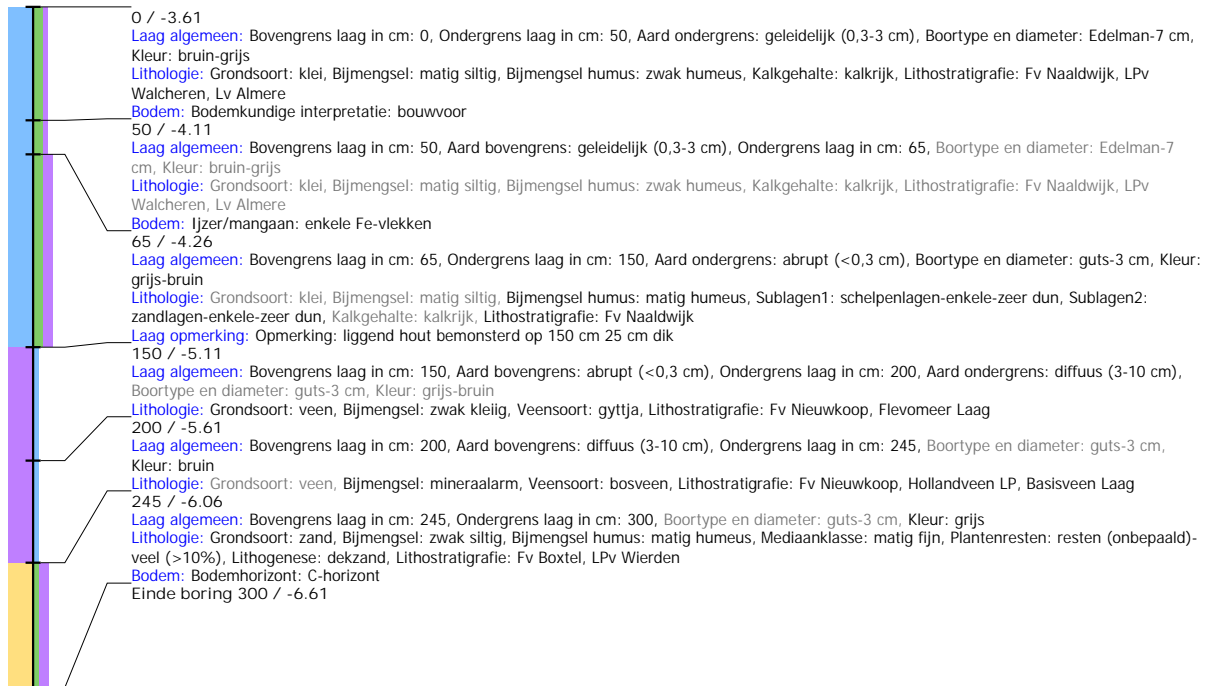 0 / -3.61
Laag algemeen: Bovengrens laag in cm: 0, Ondergrens laag in cm: 50, Aard ondergrens: geleidelijk (0,3-3 cm), Boortype en diameter: Edelman-7 cm,
Kleur: bruin-grijs
Lithologie: Grondsoort: klei, Bijmengsel: matig siltig, Bijmengsel humus: zwak humeus, Kalkgehalte: kalkrijk, Lithostratigrafie: Fv Naaldwijk, LPv
Walcheren, Lv Almere
Bodem: Bodemkundige interpretatie: bouwvoor
50 / -4.11
Laag algemeen: Bovengrens laag in cm: 50, Aard bovengrens: geleidelijk (0,3-3 cm), Ondergrens laag in cm: 65, Boortype en diameter: Edelman-7
cm, Kleur: bruin-grijs
Lithologie: Grondsoort: klei, Bijmengsel: matig siltig, Bijmengsel humus: zwak humeus, Kalkgehalte: kalkrijk, Lithostratigrafie: Fv Naaldwijk, LPv
Walcheren, Lv Almere
Bodem: Ijzer/mangaan: enkele Fe-vlekken
65 / -4.26
Laag algemeen: Bovengrens laag in cm: 65, Ondergrens laag in cm: 150, Aard ondergrens: abrupt (<0,3 cm), Boortype en diameter: guts-3 cm, Kleur:
grijs-bruin
Lithologie: Grondsoort: klei, Bijmengsel: matig siltig, Bijmengsel humus: matig humeus, Sublagen1: schelpenlagen-enkele-zeer dun, Sublagen2:
zandlagen-enkele-zeer dun, Kalkgehalte: kalkrijk, Lithostratigrafie: Fv Naaldwijk
Laag opmerking: Opmerking: liggend hout bemonsterd op 150 cm 25 cm dik
150 / -5.11
Laag algemeen: Bovengrens laag in cm: 150, Aard bovengrens: abrupt (<0,3 cm), Ondergrens laag in cm: 200, Aard ondergrens: diffuus (3-10 cm),
Boortype en diameter: guts-3 cm, Kleur: grijs-bruin
Lithologie: Grondsoort: veen, Bijmengsel: zwak kleiig, Veensoort: gyttja, Lithostratigrafie: Fv Nieuwkoop, Flevomeer Laag
200 / -5.61
Laag algemeen: Bovengrens laag in cm: 200, Aard bovengrens: diffuus (3-10 cm), Ondergrens laag in cm: 245, Boortype en diameter: guts-3 cm,
Kleur: bruin
Lithologie: Grondsoort: veen, Bijmengsel: mineraalarm, Veensoort: bosveen, Lithostratigrafie: Fv Nieuwkoop, Hollandveen LP, Basisveen Laag
245 / -6.06
Laag algemeen: Bovengrens laag in cm: 245, Ondergrens laag in cm: 300, Boortype en diameter: guts-3 cm, Kleur: grijs
Lithologie: Grondsoort: zand, Bijmengsel: zwak siltig, Bijmengsel humus: matig humeus, Mediaanklasse: matig fijn, Plantenresten: resten (onbepaald)-
veel (>10%), Lithogenese: dekzand, Lithostratigrafie: Fv Boxtel, LPv Wierden
Bodem: Bodemhorizont: C-horizont
Einde boring 300 / -6.61